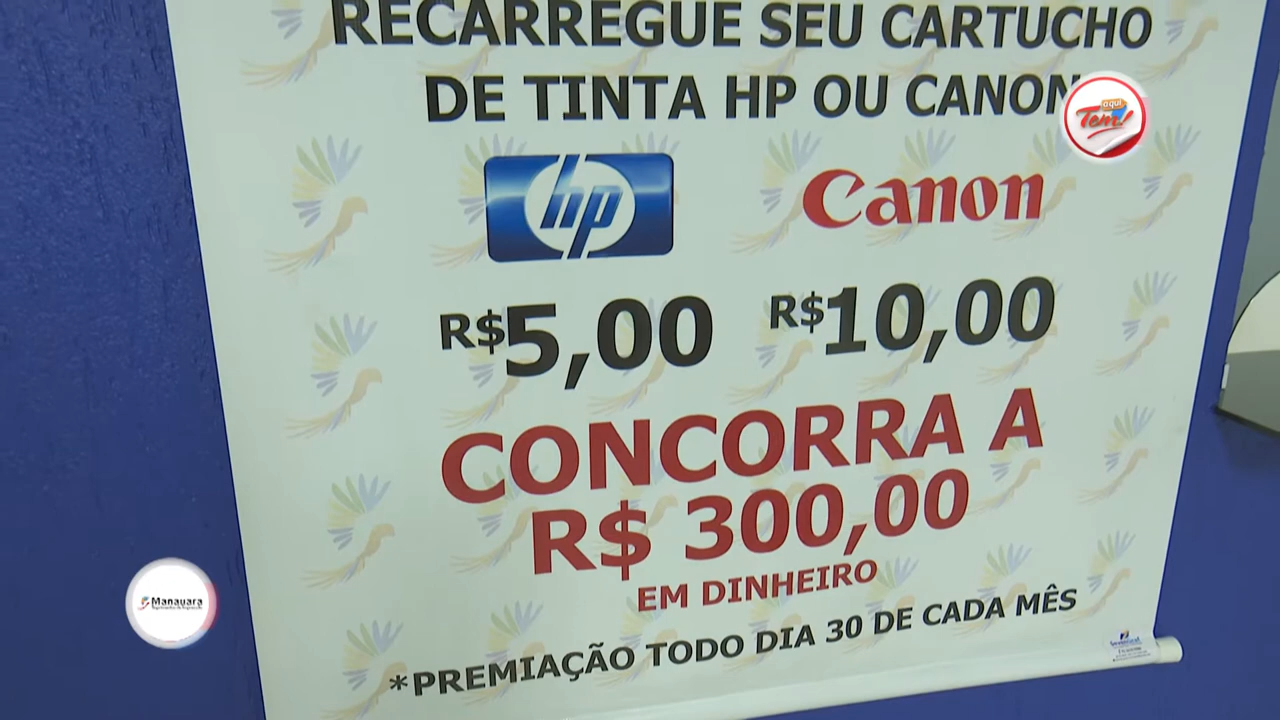 RECARREGUE SEU CARTUCHO
DE TINTA HP OU CANON
aqui
Tem!
hp
Canon
R$5,00
R$10,00
CONCORRA A
R$ 300,00
EM DINHEIRO
*PREMIAÇÃO TODO DIA 30 DE CADA MÊS
Manauara